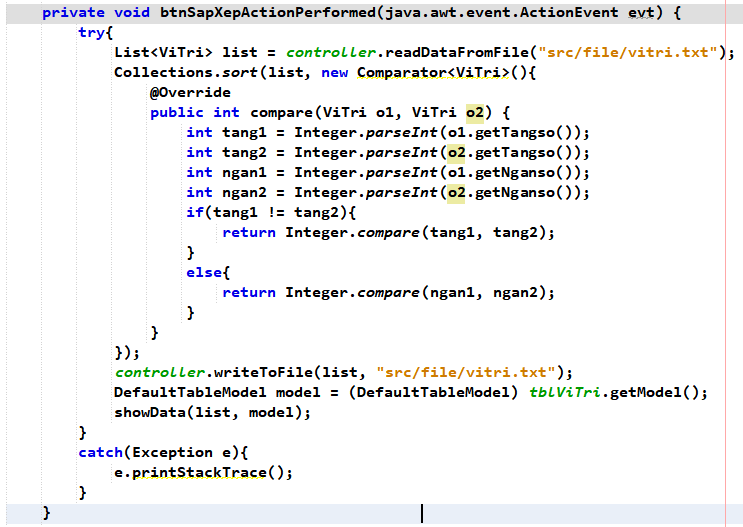 private void btnSapXepActionPerformed(java.awt.event.ActionEvent evt) {
try{
List<ViTri> list = controller.readDataFromFile("src/file/vitri.txt");
Collections.sort(list, new Comparator<ViTri>(){
@Override
public int compare(ViTri o1, ViTri o2) {
int tang1 = Integer.parseInt(o1.getTangso());
int tang2 = Integer.parseInt(o2.getTangso());
int ngan1 = Integer.parseInt(o1.getNganso());
int ngan2 = Integer.parseInt(o2.getNganso());
if(tang1 != tang2){
return Integer.compare(tang1, tang2);
}
else{
return Integer.compare(ngan1, ngan2);
}
}
});
controller.writeToFile(list, "src/file/vitri.txt");
DefaultTableModel model = (DefaultTableModel) tblViTri.getModel();
showData(list, model);
}
catch(Exception e){
e.printStackTrace();
}
}